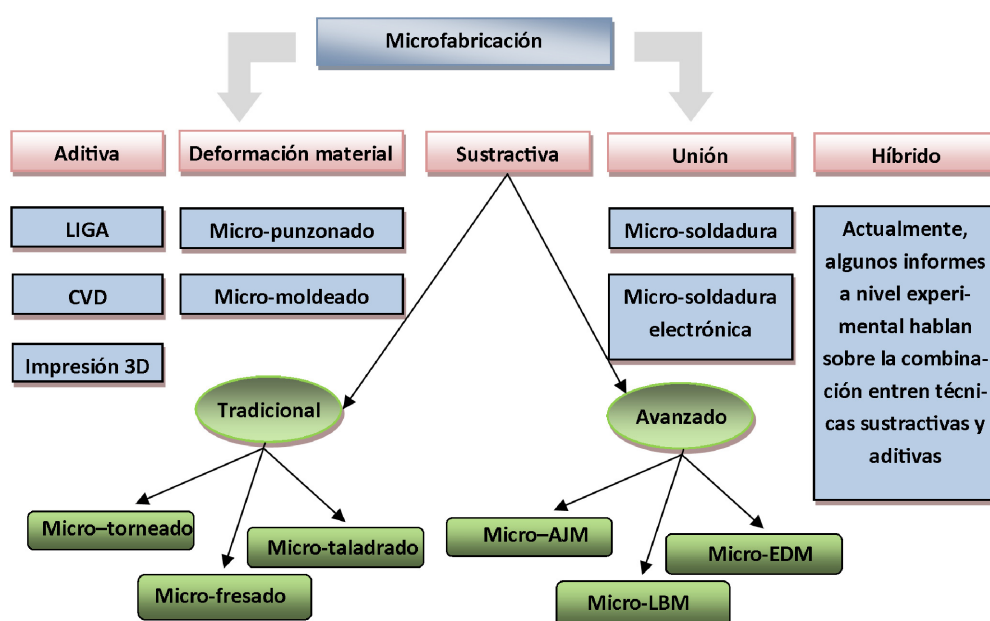 Microfabricación
Aditiva
Deformación material
Sustractiva
Unión
Híbrido
LIGA
CVD
Impresión 3D
Micro-punzonado
Micro-moldeado
Micro-soldadura
Micro-soldadura
electrónica
Actualmente,
algunos informes
a nivel experi-
mental hablan
sobre la combina-
ción entren técni-
cas sustractivas y
aditivas
Tradicional
Avanzado
Micro–torneado
Micro-fresado
Micro-taladrado
Micro–AJM
Micro-LBM
Micro-EDM